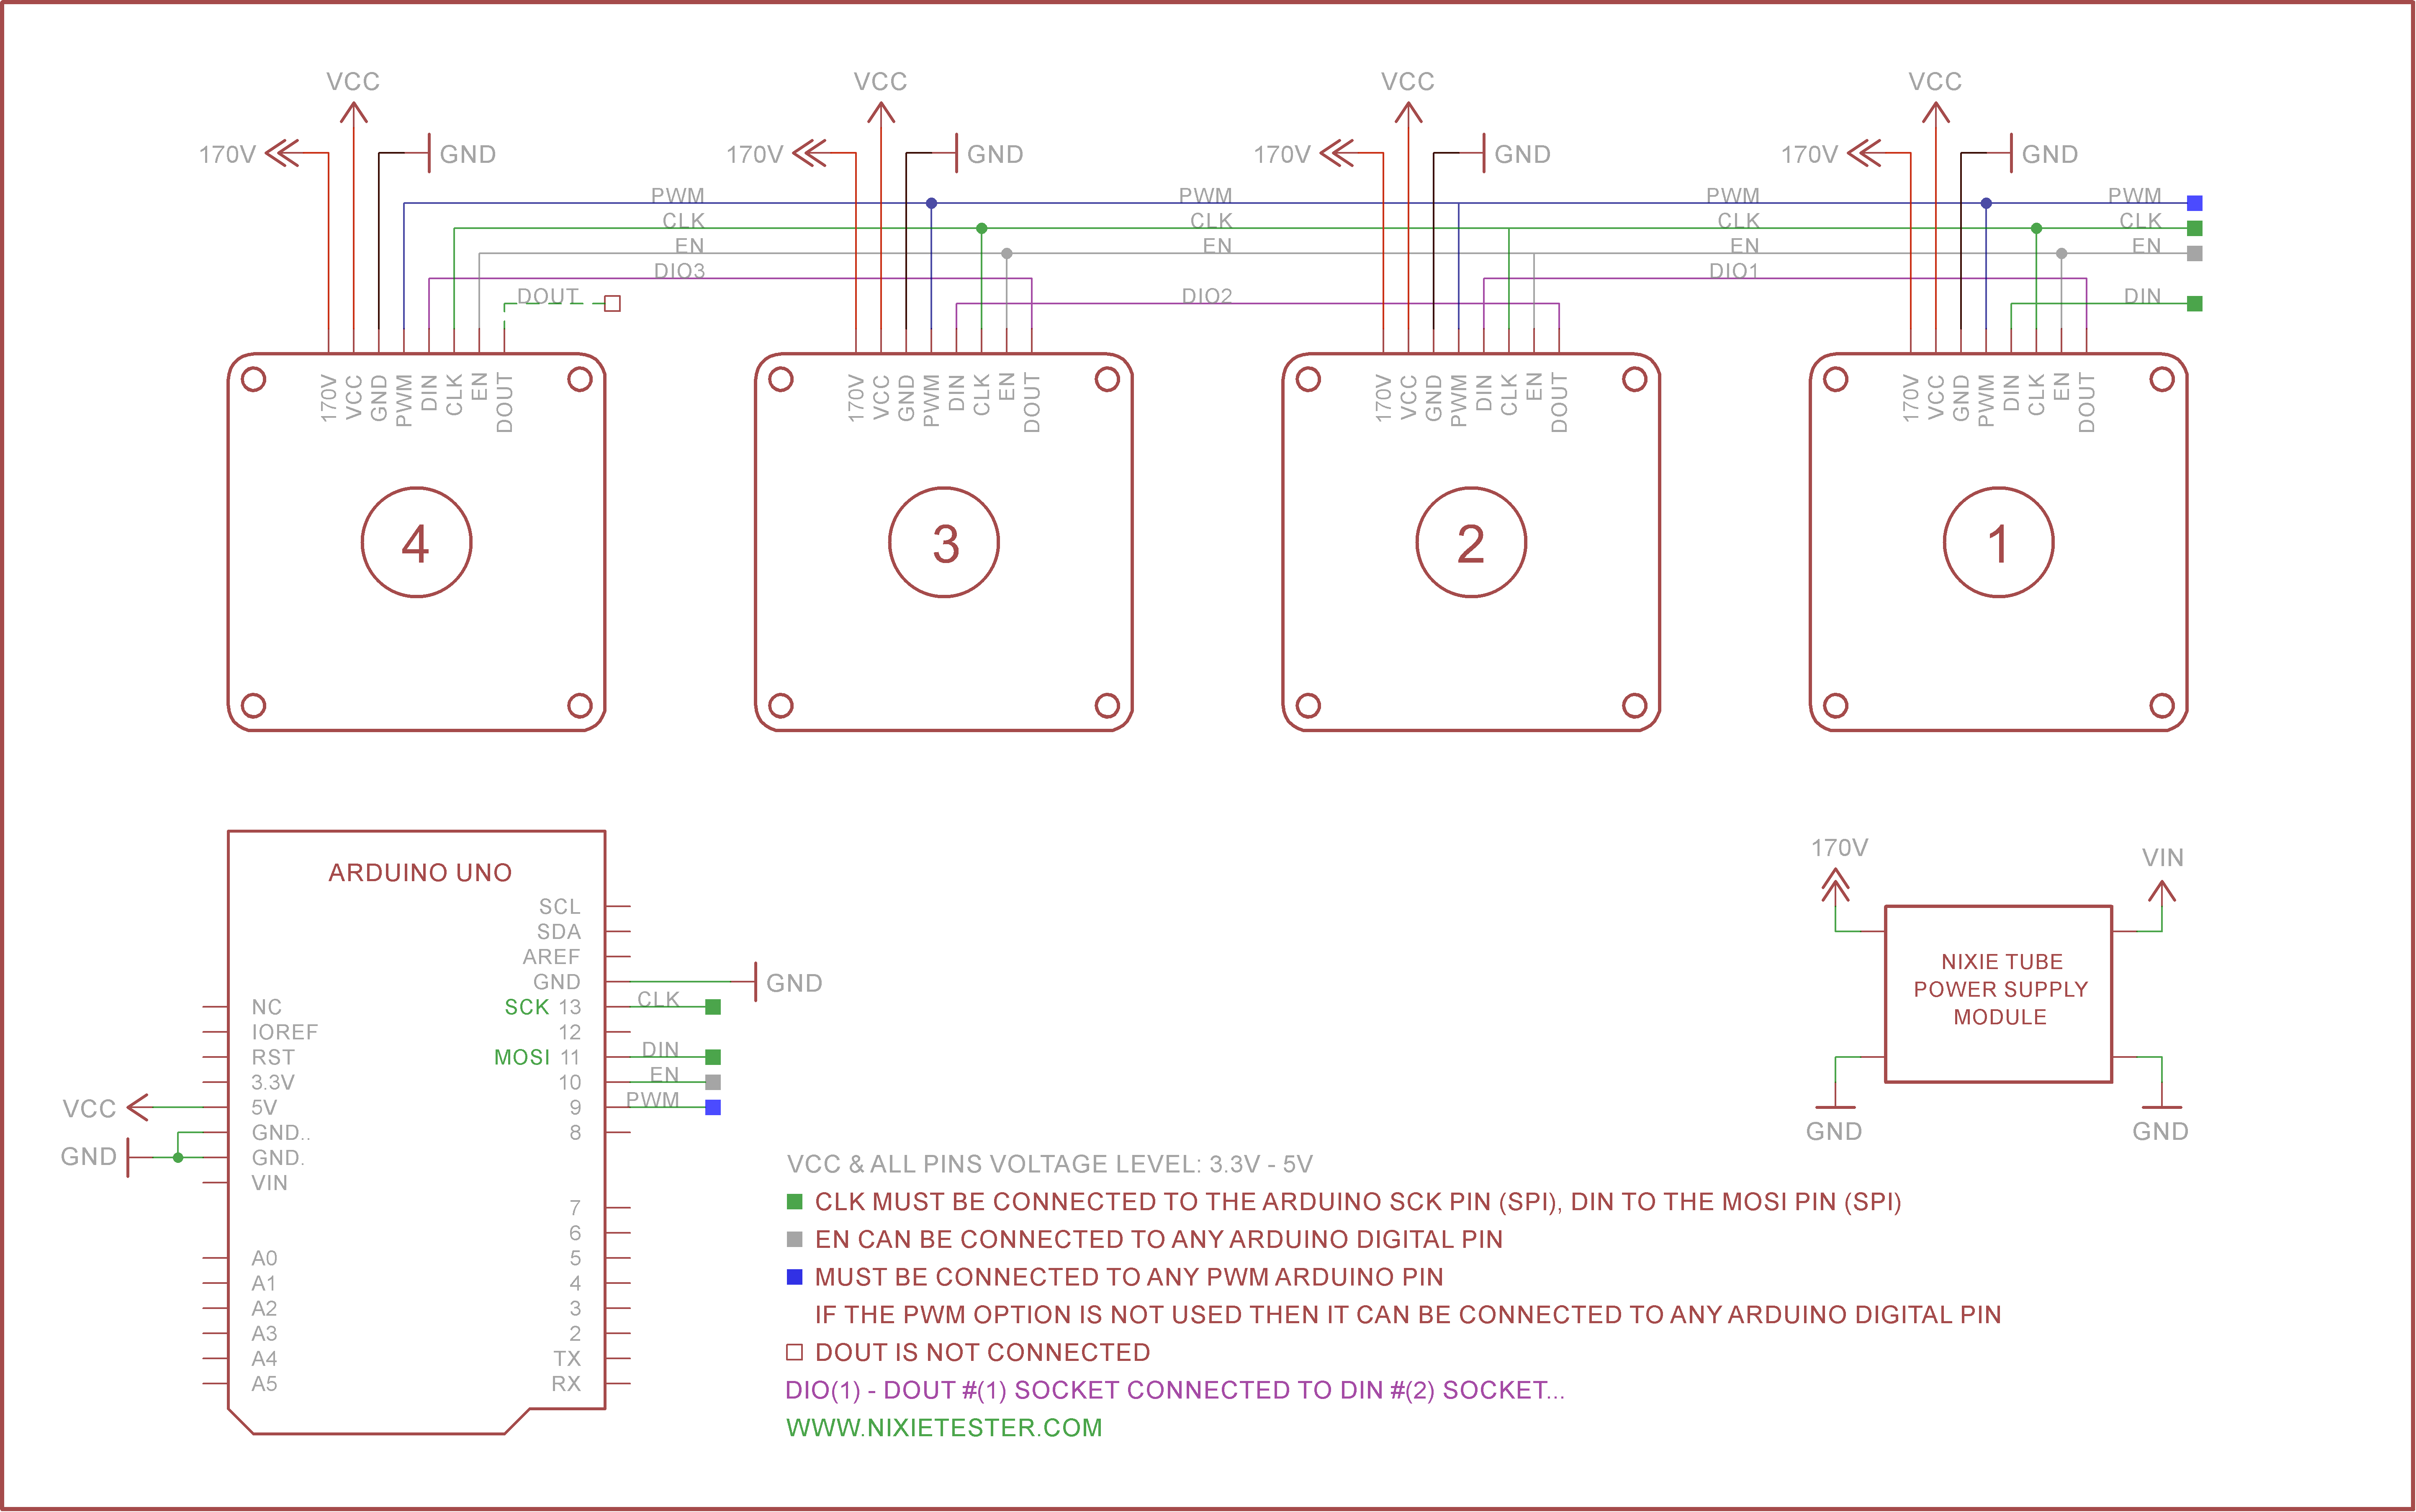 VCC VCC VCC VCC
170V GND 170V GND 170V GND 170V GND
PWM PWM PWM PWM
CLK CLK CLK CLK
EN EN EN EN
DIO3 DIO1
DOUT DIO2 DIN
170V VCC GND PWM DIN CLK EN DOUT
170V VCC GND PWM DIN CLK EN DOUT
170V VCC GND PWM DIN CLK EN DOUT
170V VCC GND PWM DIN CLK EN DOUT
4 3 2 1
ARDUINO UNO
SCL
SDA
AREF
GND GND
NC SCK 13 CLK
IOREF 12
RST MOSI 11 DIN
3.3V 10 EN
VCC 5V 9 PWM
GND.. 8
GND GND.
VIN
7
6
A0 5
A1 4
A2 3
A3 2
A4 TX
A5 RX
170V VIN
NIXIE TUBE
POWER SUPPLY
MODULE
GND GND
VCC & ALL PINS VOLTAGE LEVEL: 3.3V - 5V
CLK MUST BE CONNECTED TO THE ARDUINO SCK PIN (SPI), DIN TO THE MOSI PIN (SPI)
EN CAN BE CONNECTED TO ANY ARDUINO DIGITAL PIN
MUST BE CONNECTED TO ANY PWM ARDUINO PIN
IF THE PWM OPTION IS NOT USED THEN IT CAN BE CONNECTED TO ANY ARDUINO DIGITAL PIN
DOUT IS NOT CONNECTED
DIO(1) - DOUT #(1) SOCKET CONNECTED TO DIN #(2) SOCKET...
WWW.NIXIETESTER.COM